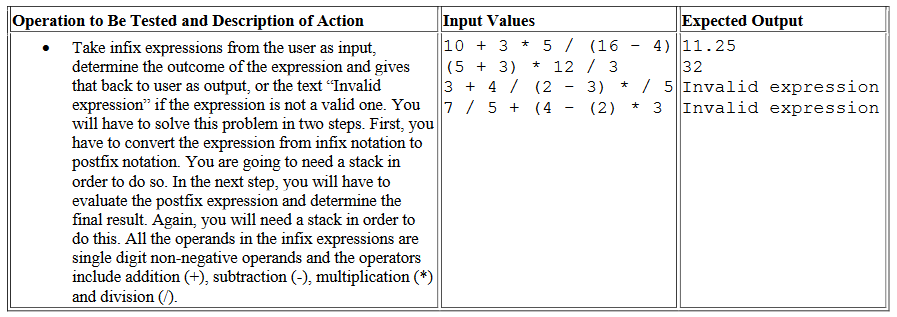 Operation to Be Tested and Description of Action
Input Values
Expected Output
• Take infix expressions from the user as input,
determine the outcome of the expression and gives
that back to user as output, or the text “Invalid
expression” if the expression is not a valid one. You
will have to solve this problem in two steps. First, you
have to convert the expression from infix notation to
postfix notation. You are going to need a stack in
order to do so. In the next step, you will have to
evaluate the postfix expression and determine the
final result. Again, you will need a stack in order to
do this. All the operands in the infix expressions are
single digit non-negative operands and the operators
include addition (+), subtraction (-), multiplication (*)
and division (/).
10 + 3 * 5 / (16 - 4)
(5 + 3) * 12 / 3
3 + 4 / (2 - 3) * / 5
7 / 5 + (4 - (2) * 3
11.25
32
Invalid expression
Invalid expression